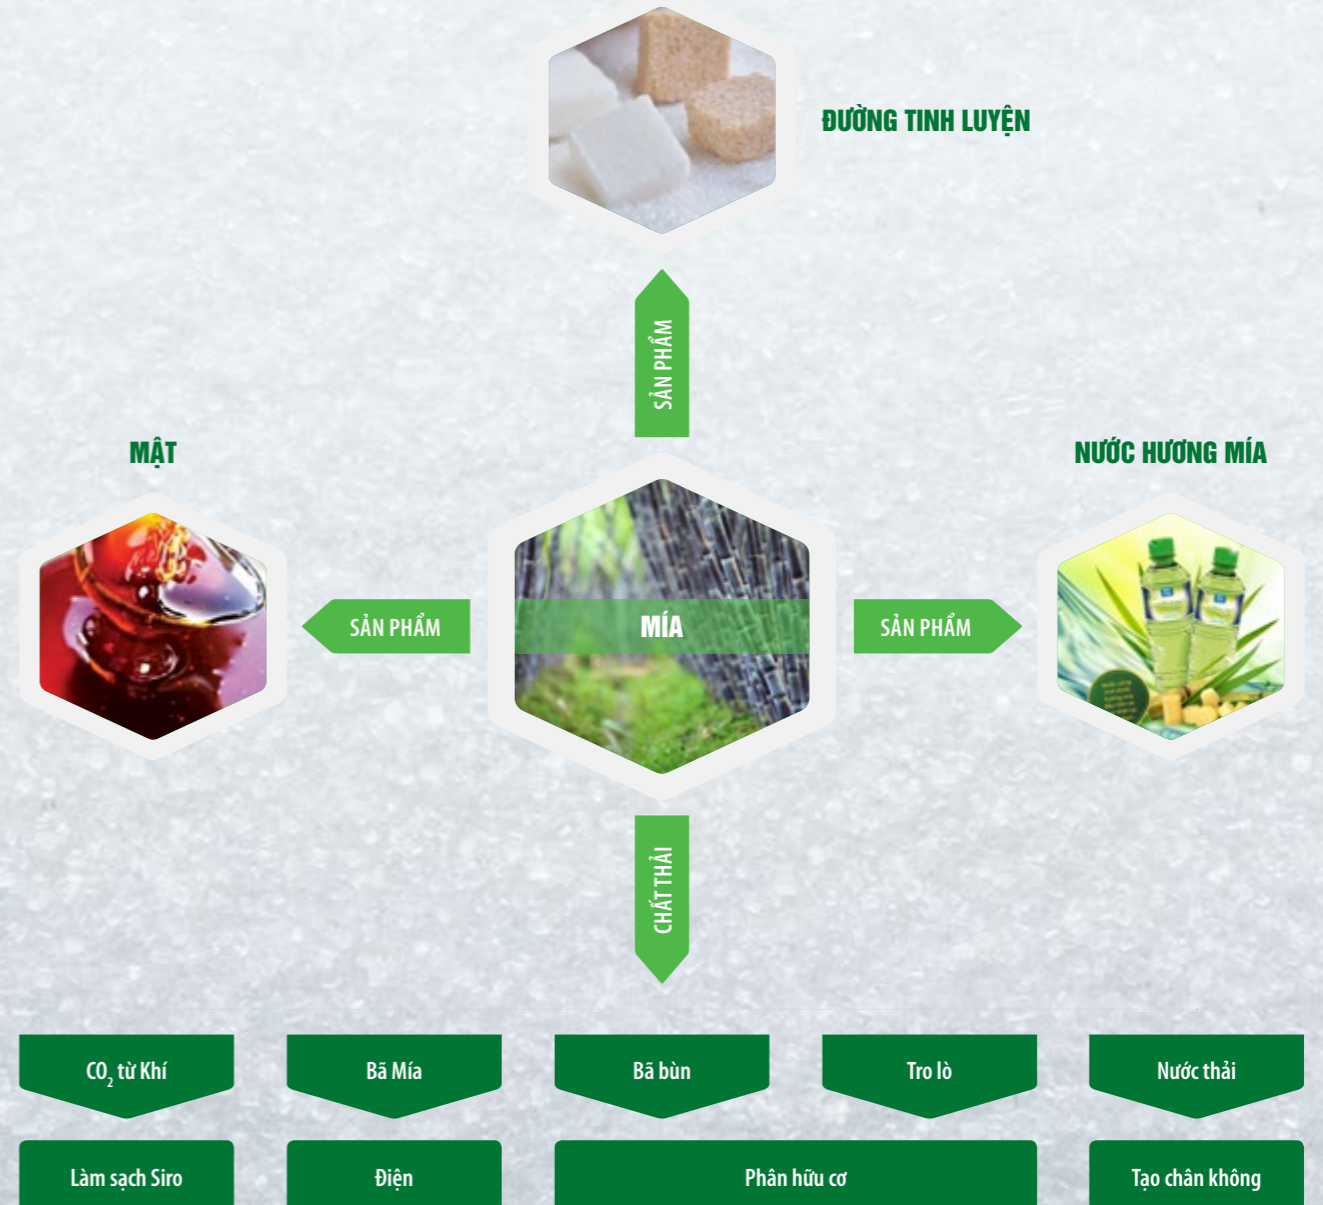 ĐƯỜNG TINH LUYỆN
SẢN PHẨM
MẬT
NƯỚC HƯƠNG MÍA
SẢN PHẨM
MÍA
SẢN PHẨM
CHẤT THẢI
CO₂ từ Khí
Bã Mía
Bã bùn
Tro lò
Nước thải
Làm sạch Siro
Điện
Phân hữu cơ
Tạo chân không